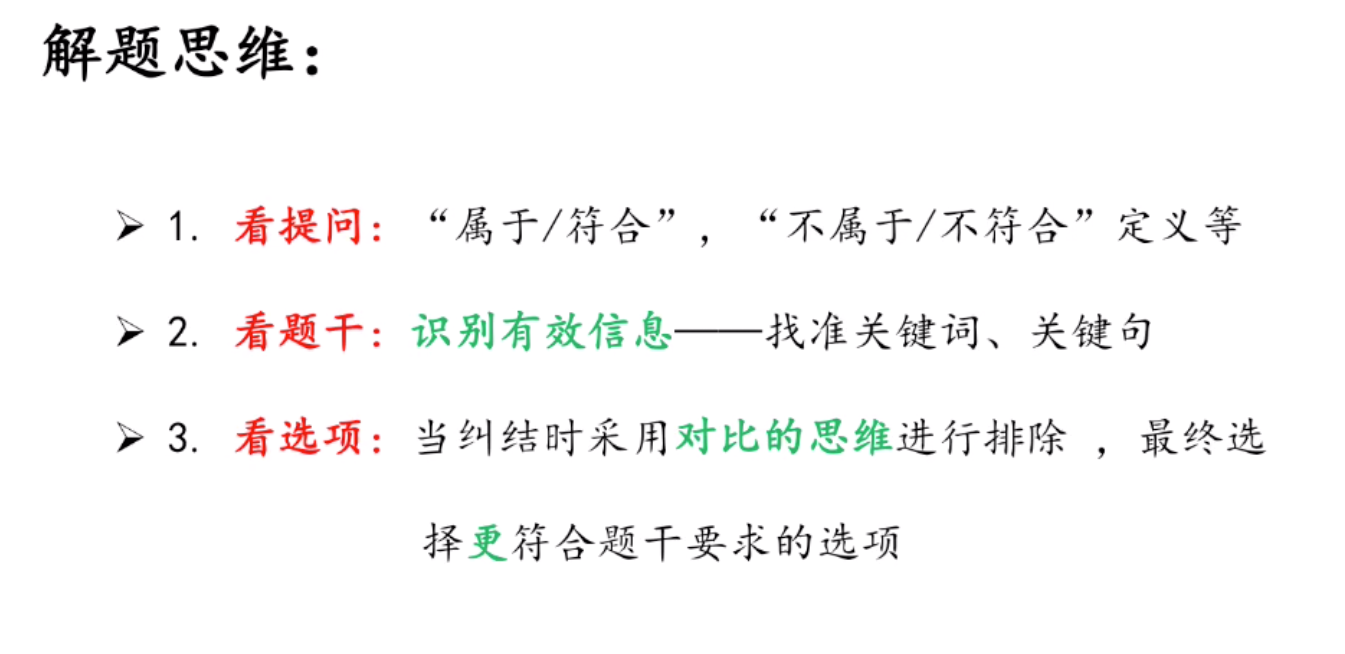 解题思维：
➢ 1. 看提问：“属于/符合”，“不属于/不符合”定义等
➢ 2. 看题干：识别有效信息——找准关键词、关键句
➢ 3. 看选项：当纠结时采用对比的思维进行排除 ，最终选
择更符合题干要求的选项